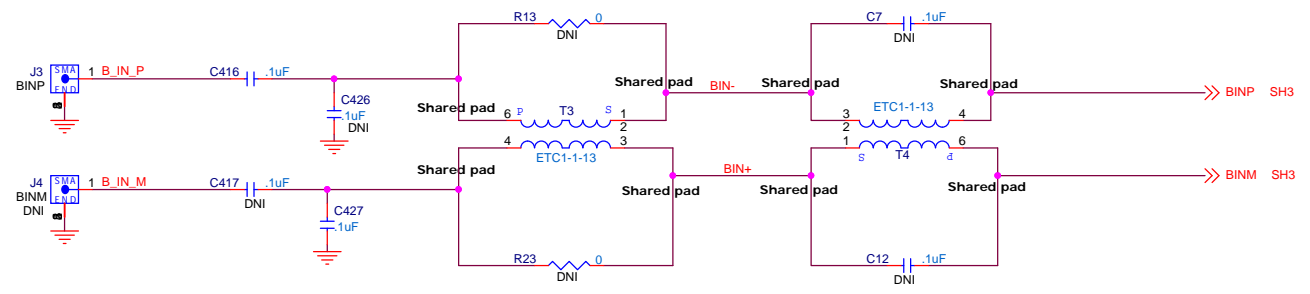 R13 0
DNI
C7 .1uF
DNI
J3
BINP
SMA
END
1 B_IN_P
C416 .1uF
C426
.1uF
DNI
Shared pad
Shared pad
BIN-
Shared pad
Shared pad
BINP SH3
6 P T3 S 1
2
4 ETC1-1-13 3
ETC1-1-13
3 4
2
1 6
S T4 P
J4
BINM
DNI
SMA
END
1 B_IN_M
C417 .1uF
DNI
C427
.1uF
Shared pad
Shared pad
BIN+
Shared pad
Shared pad
BINM SH3
R23 0
DNI
C12 .1uF
DNI